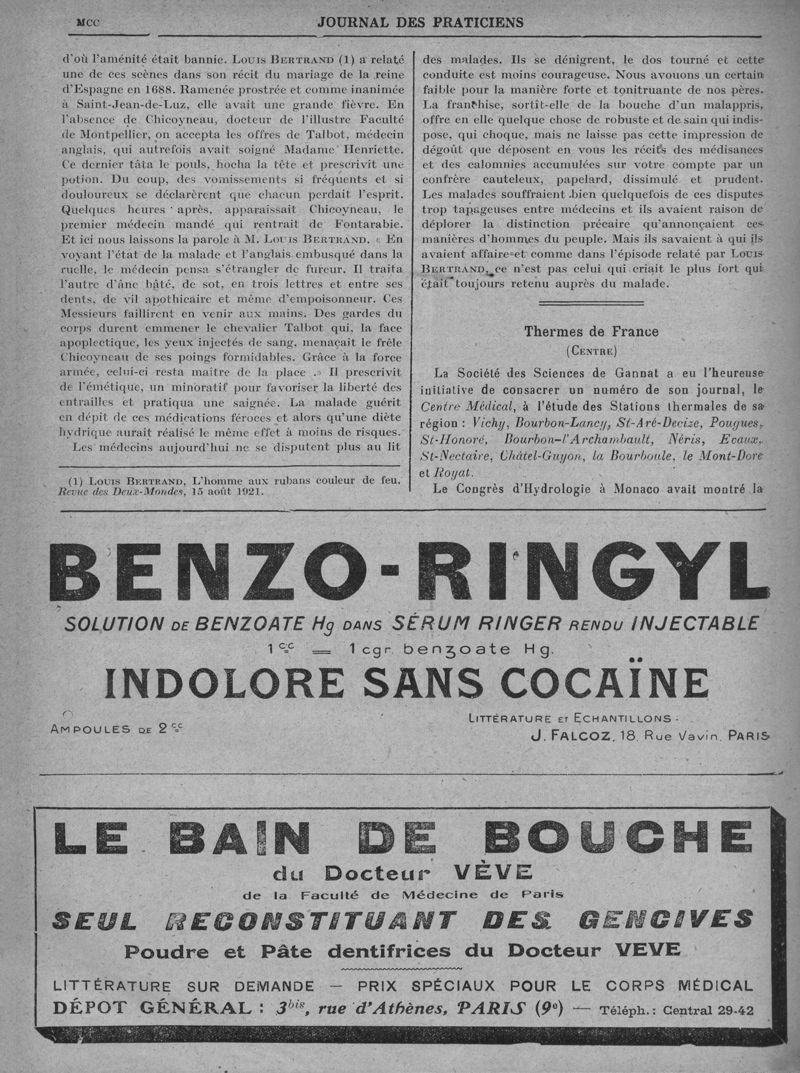 MCC
JOURNAL DES PRATICIENS
d'où l'aménité était bannie. LOUIS BERTRAND (1) a relaté
une de ces scènes dans son récit du mariage de la reine
d'Espagne en 1688. Ramenée prostrée et comme inanimée
à Saint-Jean-de-Luz, elle avait une grande fièvre. En
l'absence de Chicoyneau, docteur de l'illustre Faculté
de Montpellier, on accepta les offres de Talbot, médecin
anglais, qui autrefois avait soigné Madame Henriette.
Ce dernier tâta le pouls, hocha la tête et prescrivit une
potion. Du coup, des vomissements si fréquents et si
douloureux se déclarèrent que chacun perdait l'esprit.
Quelques heures après, apparaissait Chicoyneau, le
premier médecin mandé qui rentrait de Fontarabie.
Et ici nous laissons la parole à M. LOUIS BERTRAND. « En
voyant l'état de la malade et l'anglais embusqué dans la
ruelle, le médecin pensa s'étrangler de fureur. Il traita
l'autre d'âne bâté, de sot, en trois lettres et entre ses
dents, de vil apothicaire et même d'empoisonneur. Ces
Messieurs faillirent en venir aux mains. Des gardes du
corps durent emmener le chevalier Talbot qui, la face
apoplectique, les yeux injectés de sang, menaçait le frêle
Chicoyneau de ses poings formidables. Grâce à la force
armée, celui-ci resta maître de la place .» Il prescrivit
de l'émétique, un minoratif pour favoriser la liberté des
entrailles et pratiqua une saignée. La malade guérit
en dépit de ces médications féroces et alors qu'une diète
hydrique aurait réalisé le même effet à moins de risques.
Les médecins aujourd'hui ne se disputent plus au lit
(1) LOUIS BERTRAND, L'homme aux rubans couleur de feu,
Revue des Deux-Mondes, 15 août 1921.
des malades. Ils se dénigrent, le dos tourné et cette
conduite est moins courageuse. Nous avouons un certain
faible pour la manière forte et tonitruante de nos pères.
La franchise, sortît-elle de la bouche d'un malappris,
offre en elle quelque chose de robuste et de sain qui indis-
pose, qui choque, mais ne laisse pas cette impression de
dégoût que déposent en vous les récits des médisances
et des calomnies accumulées sur votre compte par un
confrère cauteleux, papelard, dissimulé et prudent.
Les malades souffraient bien quelquefois de ces disputes
trop tapageuses entre médecins et ils avaient raison de
déplorer la distinction précaire qu'annonçaient ces
manières d'hommes du peuple. Mais ils savaient à qui ils
avaient affaire et comme dans l'épisode relaté par LOUIS
BERTRAND, ce n'est pas celui qui criait le plus fort qui
était toujours retenu auprès du malade.
Thermes de France
(CENTRE)
La Société des Sciences de Gannat a eu l'heureuse
initiative de consacrer un numéro de son journal, le
Centre Médical, à l'étude des Stations thermales de sa
région : Vichy, Bourbon-Lancy, St-Aré-Decize, Pougues,
St-Honoré, Bourbon-l'Archambault, Néris, Evaux,
St-Nectaire, Châtel-Guyon, la Bourboule, le Mont-Dore
et Royat.
Le Congrès d'Hydrologie à Monaco avait montré la
BENZO-RINGYL
SOLUTION DE BENZOATE Hg DANS SÉRUM RINGER RENDU INJECTABLE
1 cc = 1 cgr. benzoate Hg.
INDOLORE SANS COCAÏNE
AMPOULES DE 2 cc
LITTÉRATURE ET ECHANTILLONS -
J. FALCOZ, 18, Rue Vavin, PARIS
LE BAIN DE BOUCHE
du Docteur VÈVE
de la Faculté de Médecine de Paris
SEUL RECONSTITUANT DES GENCIVES
Poudre et Pâte dentifrices du Docteur VEVE
LITTÉRATURE SUR DEMANDE — PRIX SPÉCIAUX POUR LE CORPS MÉDICAL
DÉPOT GÉNÉRAL : 3bis, rue d'Athènes, PARIS (9e) — Téléph.: Central 29-42